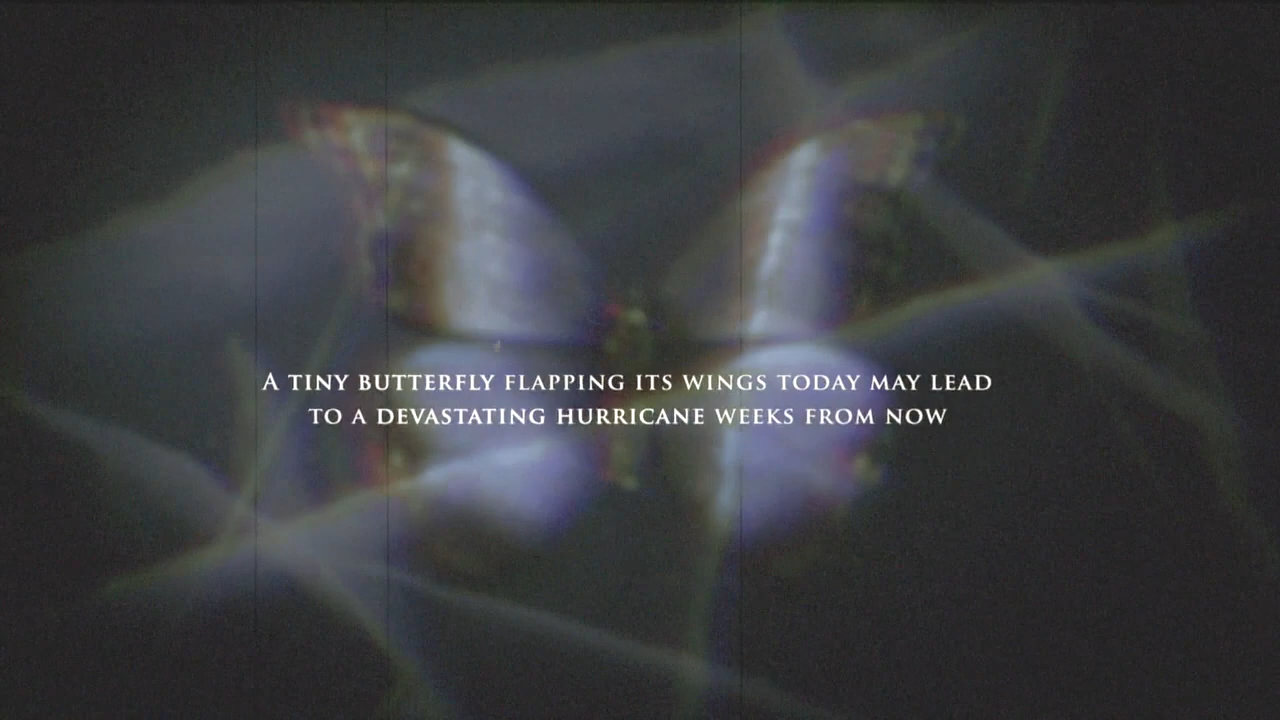 A TINY BUTTERFLY FLAPPING ITS WINGS TODAY MAY LEAD
TO A DEVASTATING HURRICANE WEEKS FROM NOW